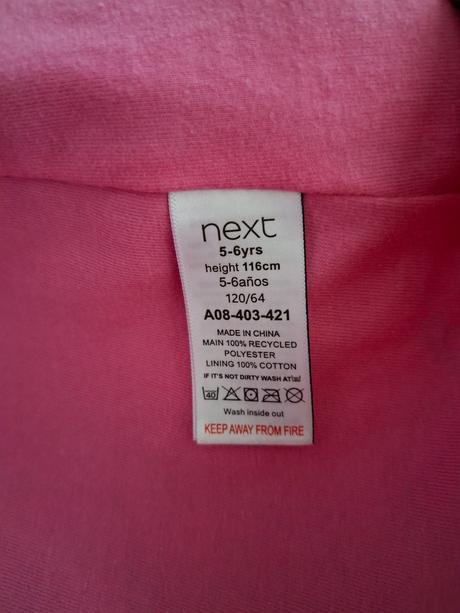 next
5-6yrs
height 116cm
5-6años
120/64
A08-403-421
MADE IN CHINA
MAIN 100% RECYCLED
POLYESTER
LINING 100% COTTON
IF IT'S NOT DIRTY WASH AT
40
Wash inside out
KEEP AWAY FROM FIRE